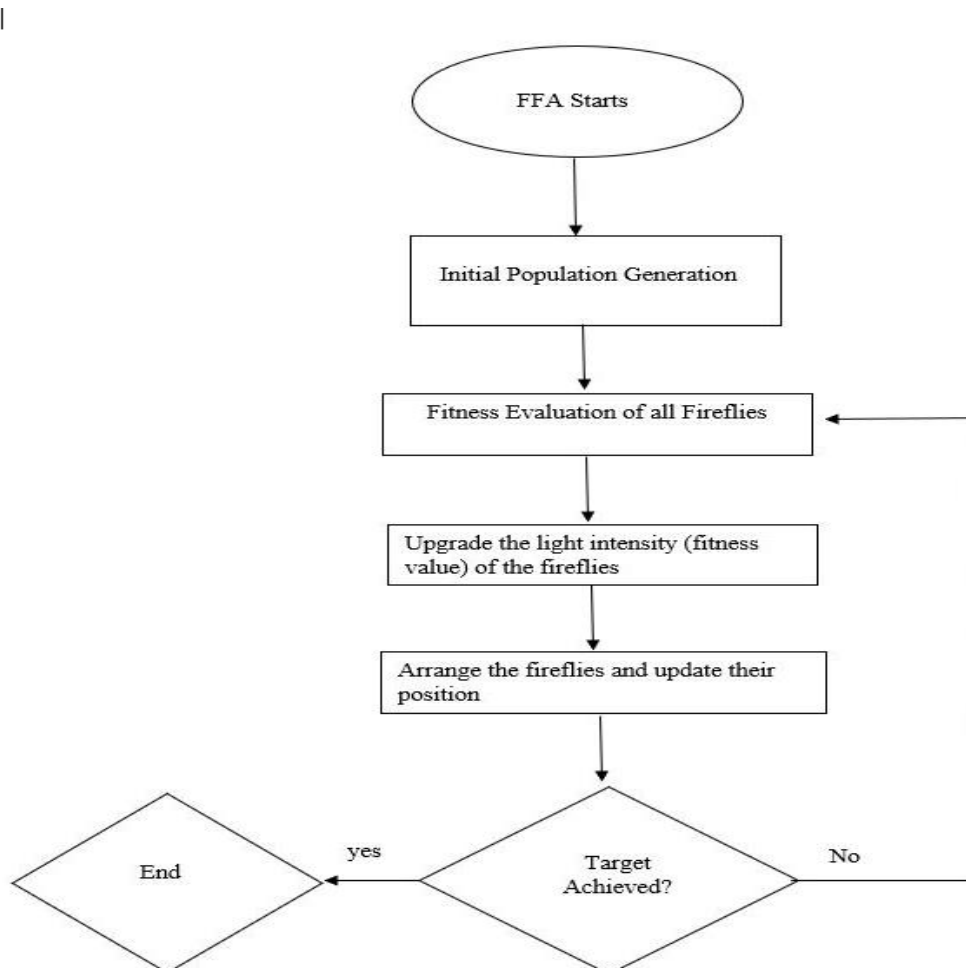 FFA Starts
Initial Population Generation
Fitness Evaluation of all Fireflies
Upgrade the light intensity (fitness
value) of the fireflies
Arrange the fireflies and update their
position
Target
Achieved?
yes
No
End